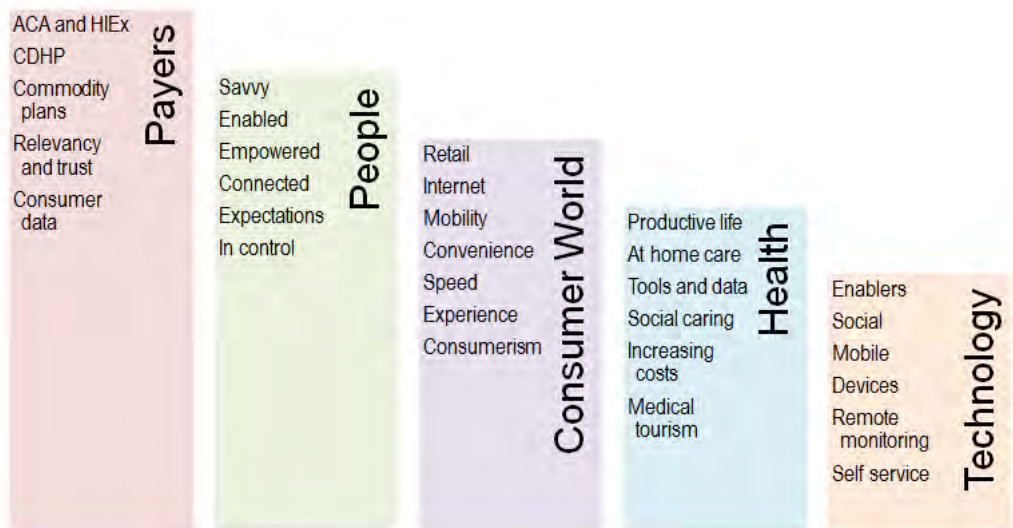 Payers
ACA and HIEx
CDHP
Commodity
plans
Relevancy
and trust
Consumer
data
People
Savvy
Enabled
Empowered
Connected
Expectations
In control
Consumer World
Retail
Internet
Mobility
Convenience
Speed
Experience
Consumerism
Health
Productive life
At home care
Tools and data
Social caring
Increasing
costs
Medical
tourism
Technology
Enablers
Social
Mobile
Devices
Remote
monitoring
Self service